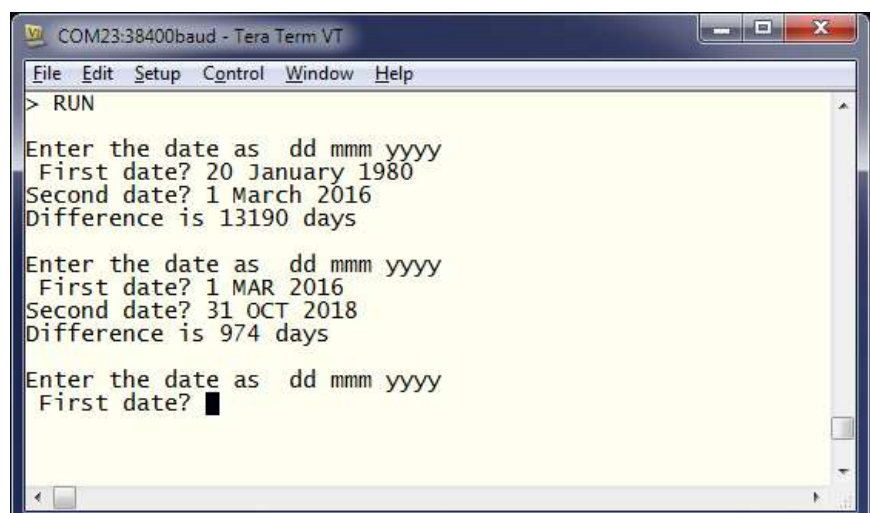 COM23:38400baud - Tera Term VT
File Edit Setup Control Window Help
> RUN
Enter the date as  dd mmm yyyy
First date? 20 January 1980
Second date? 1 March 2016
Difference is 13190 days
Enter the date as  dd mmm yyyy
First date? 1 MAR 2016
Second date? 31 OCT 2018
Difference is 974 days
Enter the date as  dd mmm yyyy
First date?